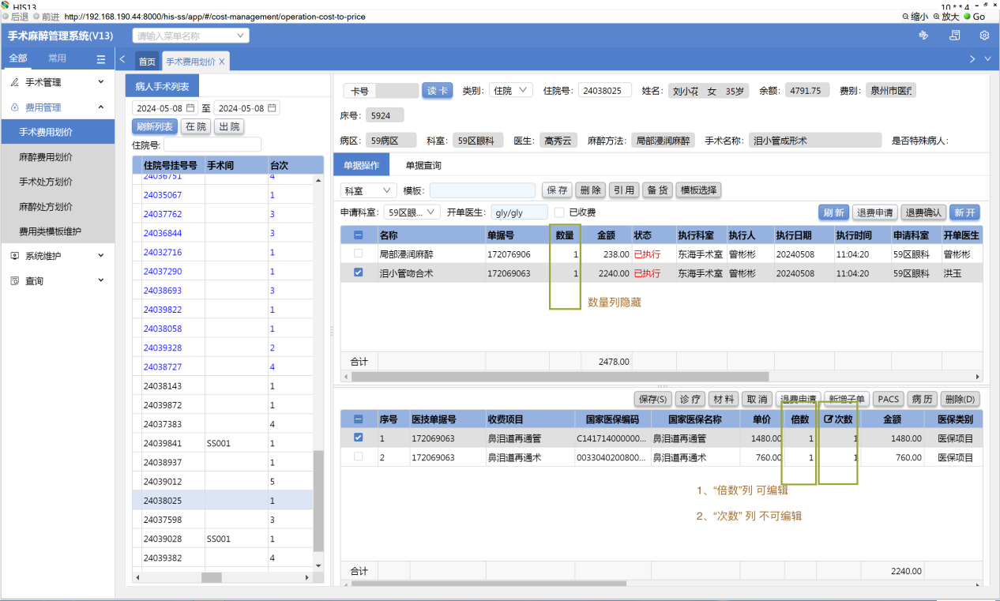 HIS13
10 * * 4
后退 前进 http://192.168.190.44:8000/his-ss/app/#/cost-management/operation-cost-to-price 缩小 放大 Go
手术麻醉管理系统(V13) 请输入菜单名称
全部 常用 首页 手术费用划价 X
手术管理
费用管理
手术费用划价
麻醉费用划价
手术处方划价
麻醉处方划价
费用类模板维护
系统维护
查询
病人手术列表
2024-05-08 至 2024-05-08
刷新列表 在 院 出 院
住院号:
住院号挂号号 手术间 台次
24036751 4
24035067 1
24037762 3
24036844 3
24032716 1
24037290 1
24038693 3
24039822 1
24038058 1
24039328 2
24038727 4
24038143 1
24039872 1
24037383 4
24039841 SS001 1
24038937 1
24039012 5
24038025 1
24037598 3
24039028 SS001 1
24039382 4
卡号 读 卡 类别: 住院 住院号: 24038025 姓名: 刘小花 女 35岁 余额: 4791.75 费别: 泉州市医疗
床号: 5924
病区: 59病区 科室: 59区眼科 医生: 高秀云 麻醉方法: 局部浸润麻醉 手术名称: 泪小管成形术 是否特殊病人:
单据操作 单据查询
科室 模板: 保 存 删 除 引 用 备 货 模板选择
申请科室: 59区眼... 开单医生: gly/gly 已收费 刷 新 退费申请 退费确认 新 开
名称 单据号 数量 金额 状态 执行科室 执行人 执行日期 执行时间 申请科室 开单医生
局部浸润麻醉 172076906 1 238.00 已执行 东海手术室 曾彬彬 20240508 11:04:20 59区眼科 曾彬彬
泪小管吻合术 172069063 1 2240.00 已执行 东海手术室 曾彬彬 20240508 11:04:20 59区眼科 洪玉
数量列隐藏
合计 2478.00
保存(S) 诊 疗 材 料 取 消 退费申请 新增子单 PACS 病 历 删除(D)
序号 医技单据号 收费项目 国家医保编码 国家医保名称 单价 倍数 次数 金额 医保类别
1 172069063 鼻泪道再通管 C141714000000... 鼻泪道再通管 1480.00 1 1 1480.00 医保项目
2 172069063 鼻泪道再通术 0033040200800... 鼻泪道再通术 760.00 1 1 760.00 医保项目
1、“倍数”列 可编辑
2、“次数” 列 不可编辑
合计 2240.00